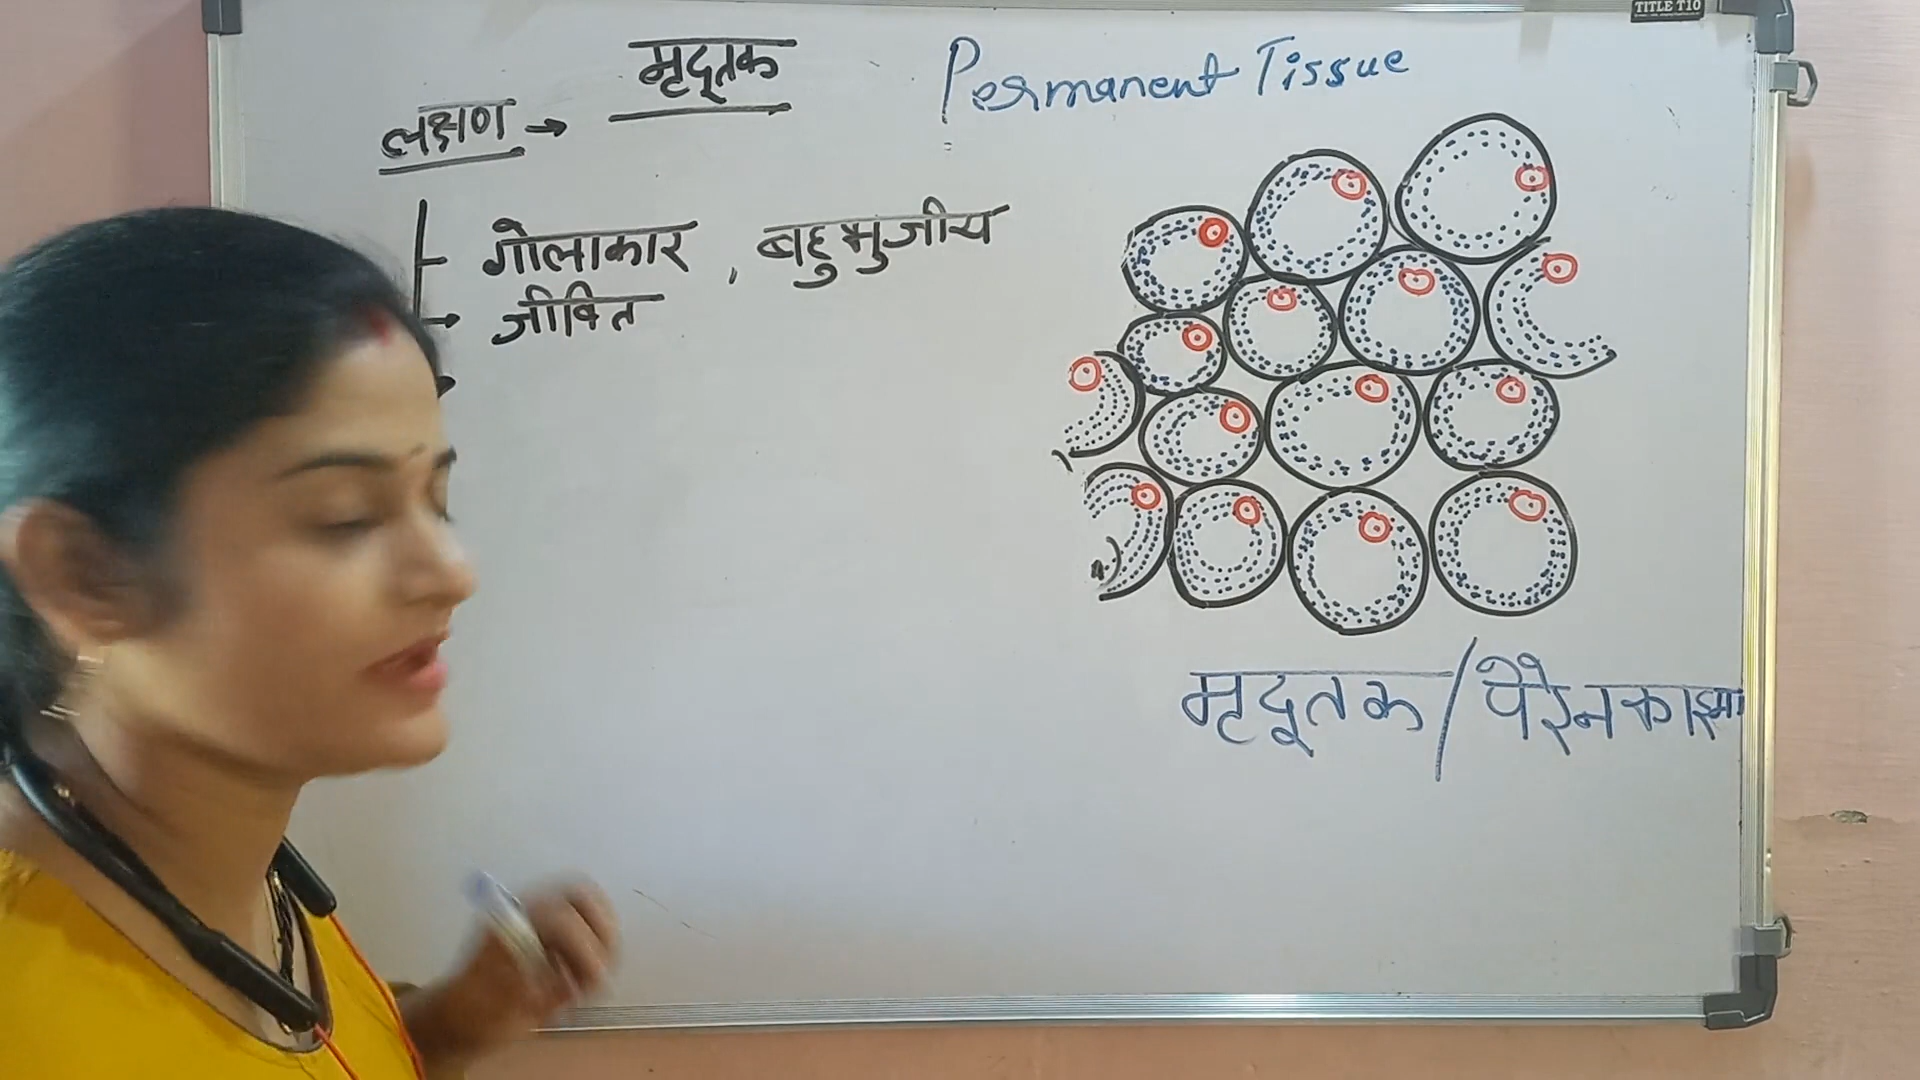 TITLE T10
मृदूतक
Permanent Tissue
लक्षण →
गोलाकार , बहुभुजीय
जीवित
मृदूतक / पैरेनकाइमा